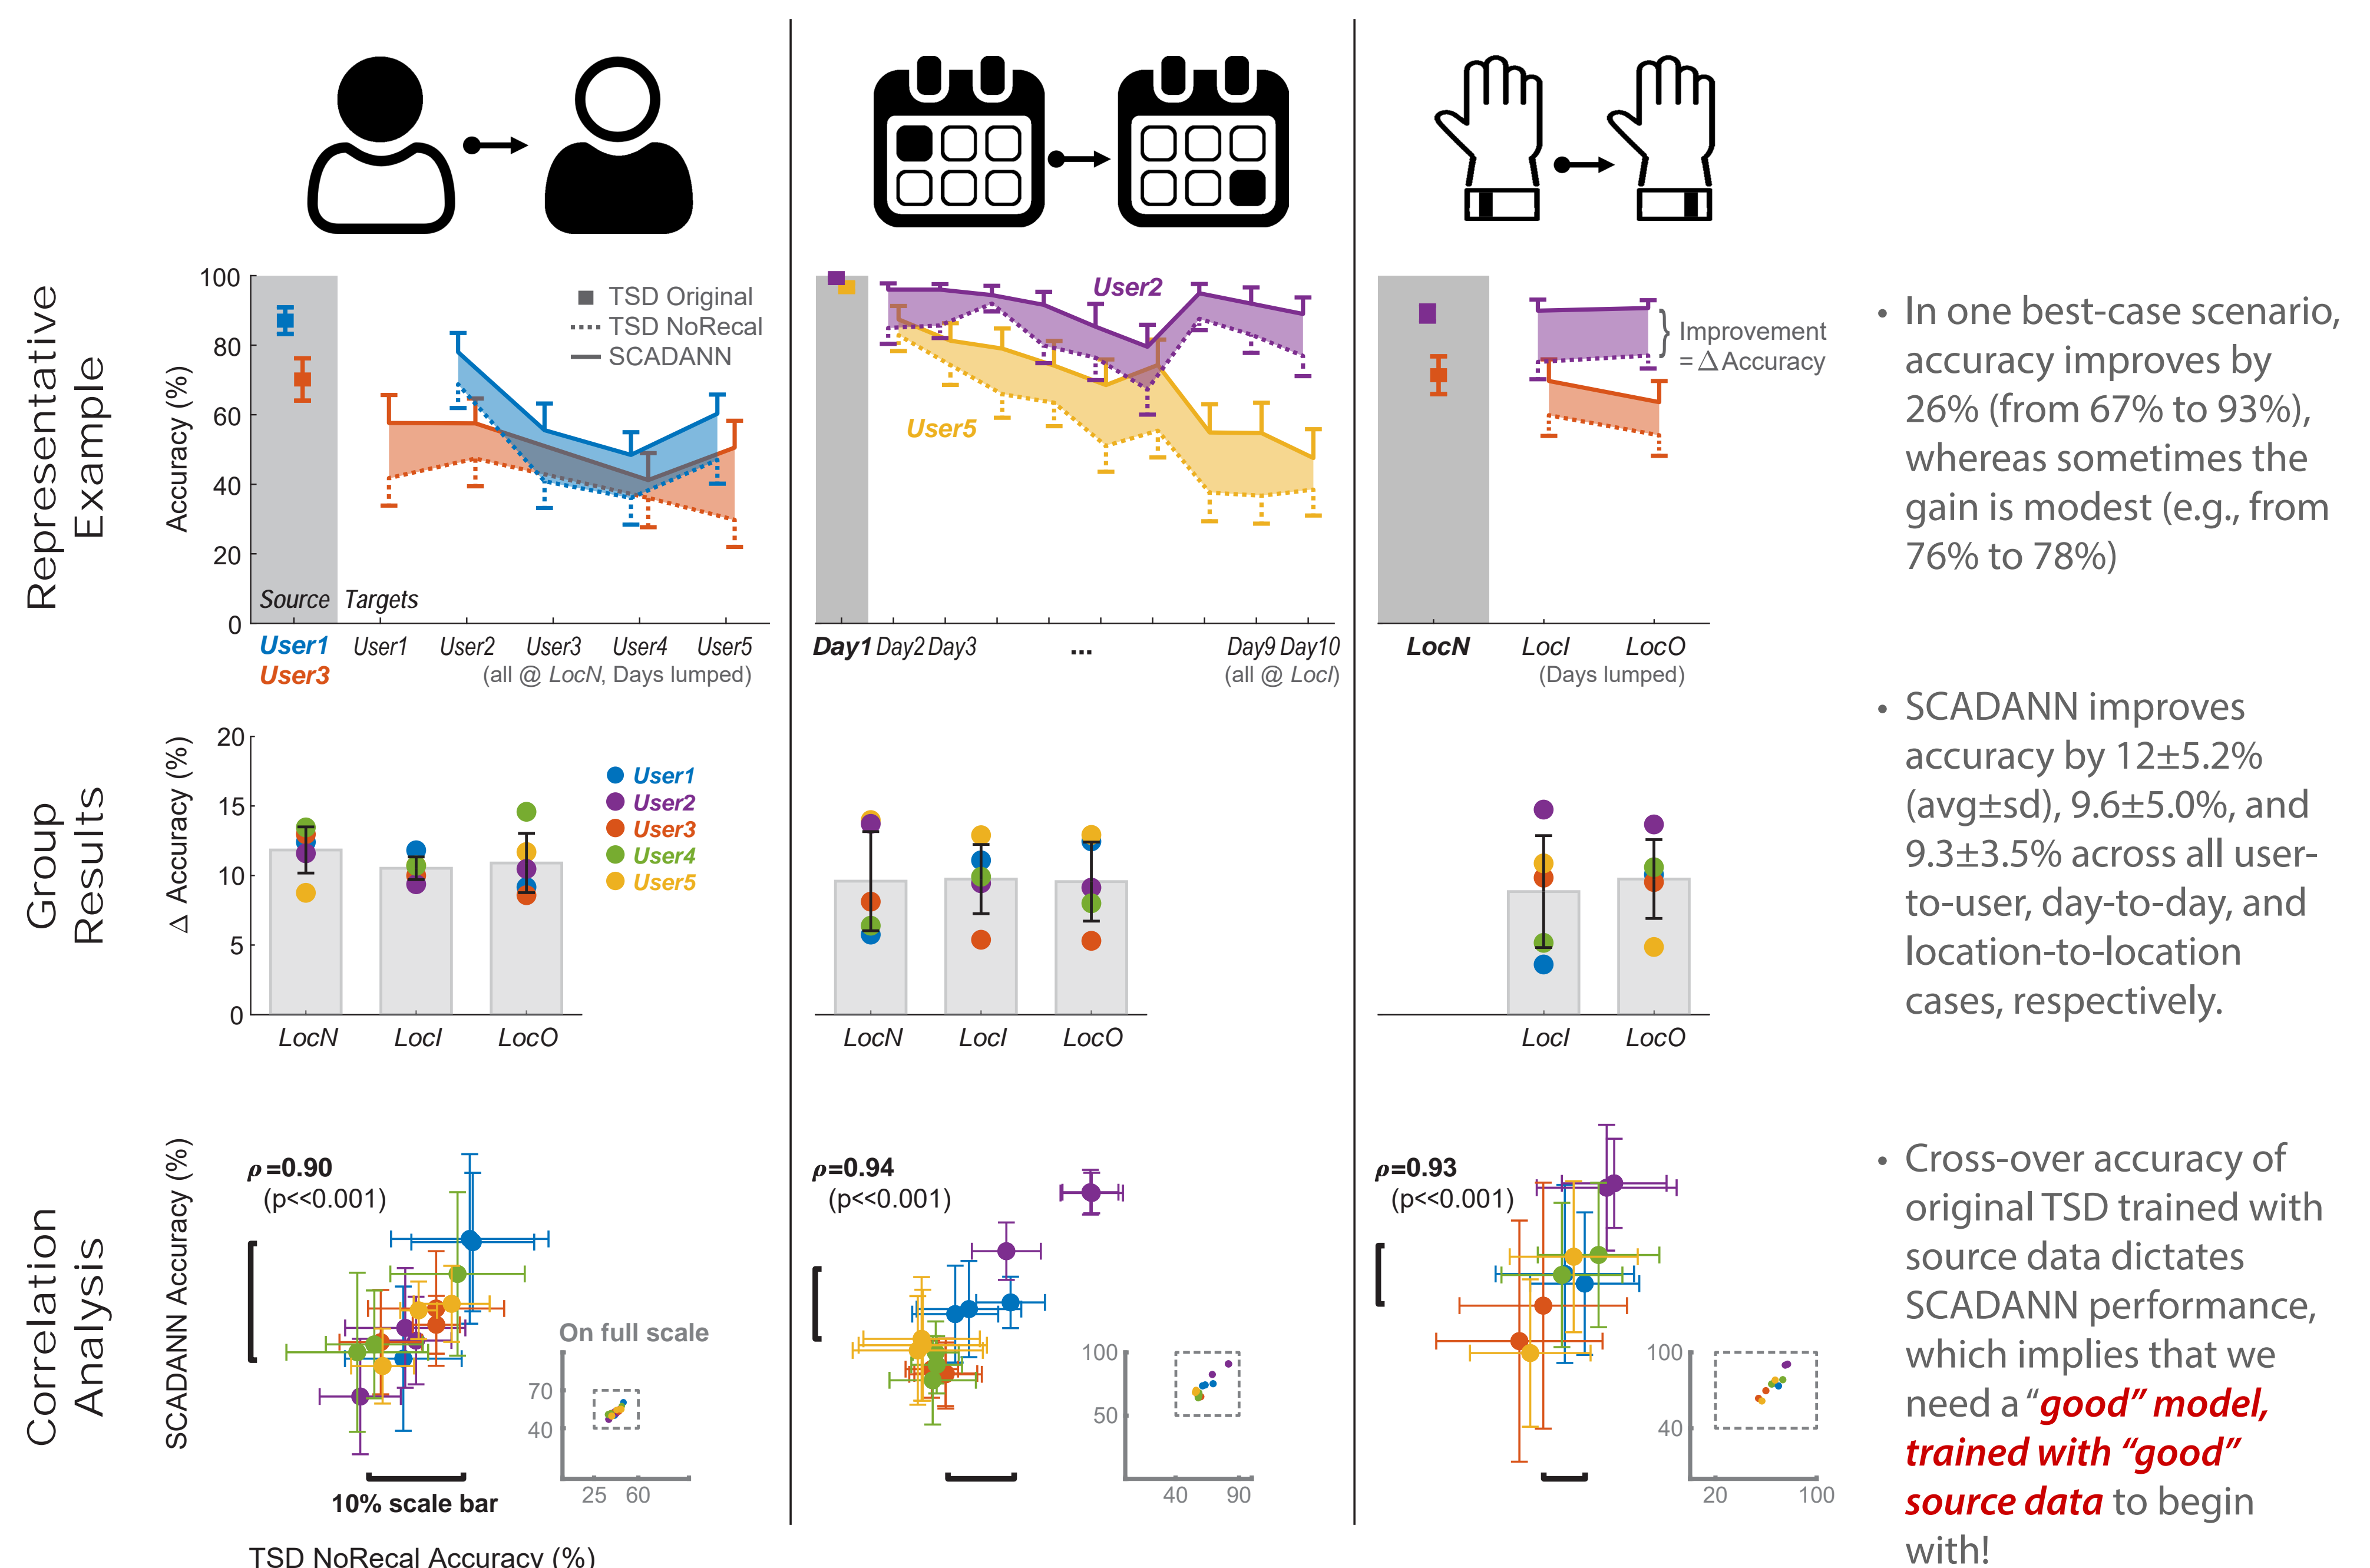 Representative
Example
Accuracy (%)
100
80
60
40
20
0
TSD Original
TSD NoRecal
SCADANN
Source
Targets
User1
User3
User1
User2
User3
User4
User5
(all @ LocN, Days lumped)
User2
User5
Day1
Day2
Day3
...
Day9
Day10
(all @ LocI)
Improvement
= Δ Accuracy
LocN
LocI
LocO
(Days lumped)
• In one best-case scenario,
accuracy improves by
26% (from 67% to 93%),
whereas sometimes the
gain is modest (e.g., from
76% to 78%)
Group
Results
Δ Accuracy (%)
20
15
10
5
0
User1
User2
User3
User4
User5
LocN
LocI
LocO
LocN
LocI
LocO
LocI
LocO
• SCADANN improves
accuracy by 12±5.2%
(avg±sd), 9.6±5.0%, and
9.3±3.5% across all user-
to-user, day-to-day, and
location-to-location
cases, respectively.
Correlation
Analysis
SCADANN Accuracy (%)
ρ=0.90
(p<<0.001)
On full scale
70
40
25
60
10% scale bar
TSD NoRecal Accuracy (%)
ρ=0.94
(p<<0.001)
100
50
40
90
ρ=0.93
(p<<0.001)
100
40
20
100
• Cross-over accuracy of
original TSD trained with
source data dictates
SCADANN performance,
which implies that we
need a “good” model,
trained with “good”
source data to begin
with!